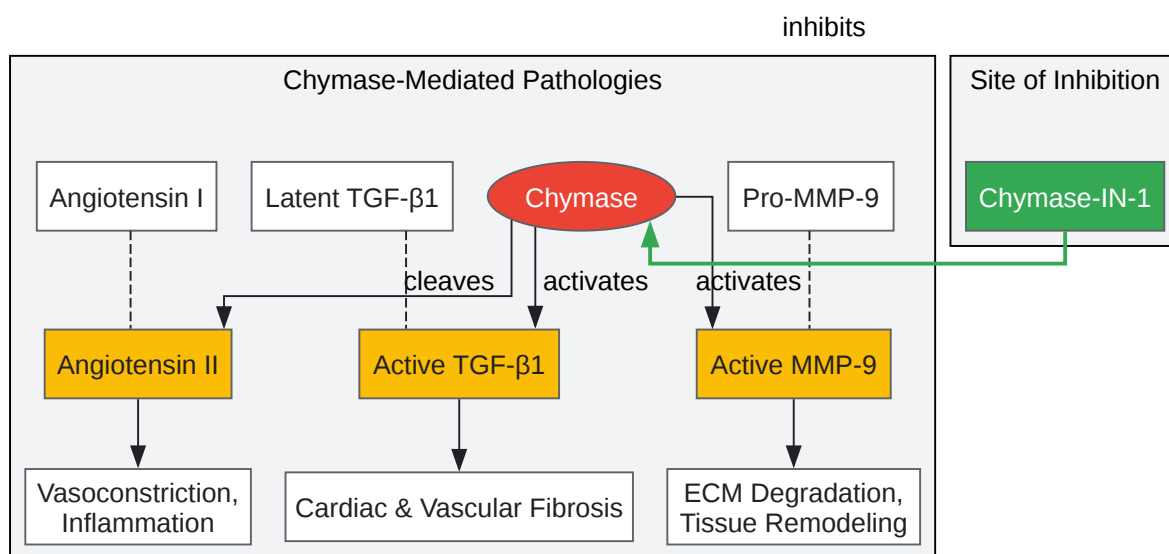 inhibits
Chymase-Mediated Pathologies
Site of Inhibition
Angiotensin I
Latent TGF-β1
Chymase
Pro-MMP-9
Chymase-IN-1
cleaves
activates
activates
Angiotensin II
Active TGF-β1
Active MMP-9
Vasoconstriction,
Inflammation
Cardiac & Vascular Fibrosis
ECM Degradation,
Tissue Remodeling